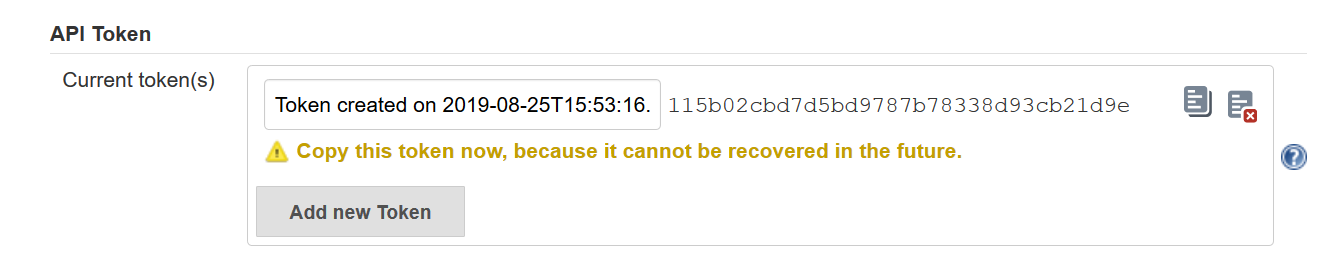 API Token
Current token(s)
Token created on 2019-08-25T15:53:16. 115b02cbd7d5bd9787b78338d93cb21d9e
Copy this token now, because it cannot be recovered in the future.
?
Add new Token